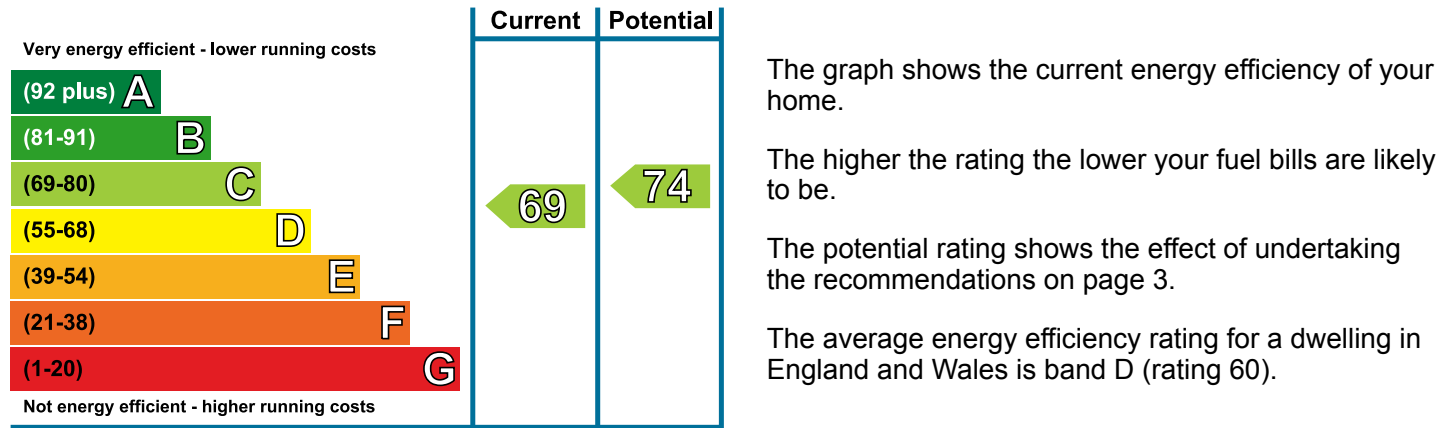 Current Potential
Very energy efficient - lower running costs
(92 plus) A
(81-91) B
(69-80) C
(55-68) D
(39-54) E
(21-38) F
(1-20) G
Not energy efficient - higher running costs
69
74
The graph shows the current energy efficiency of your
home.
The higher the rating the lower your fuel bills are likely
to be.
The potential rating shows the effect of undertaking
the recommendations on page 3.
The average energy efficiency rating for a dwelling in
England and Wales is band D (rating 60).